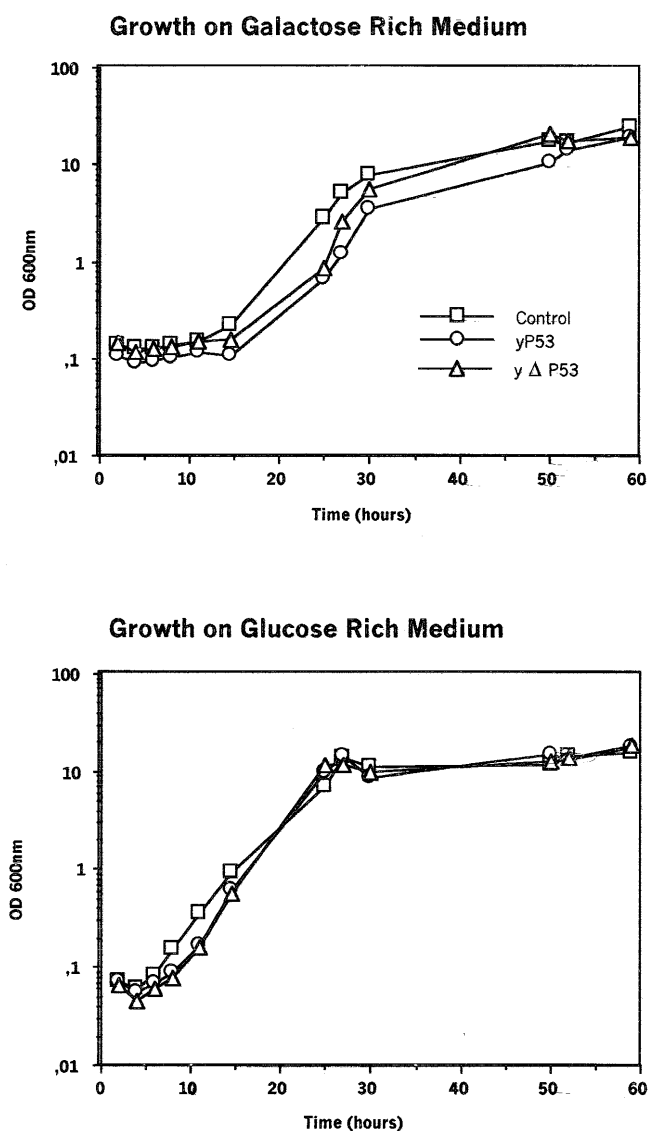 Growth on Galactose Rich Medium
100
10
1
,1
,01
OD 600nm
Control
yP53
y Δ P53
0 10 20 30 40 50 60
Time (hours)
Growth on Glucose Rich Medium
100
10
1
,1
,01
OD 600nm
0 10 20 30 40 50 60
Time (hours)